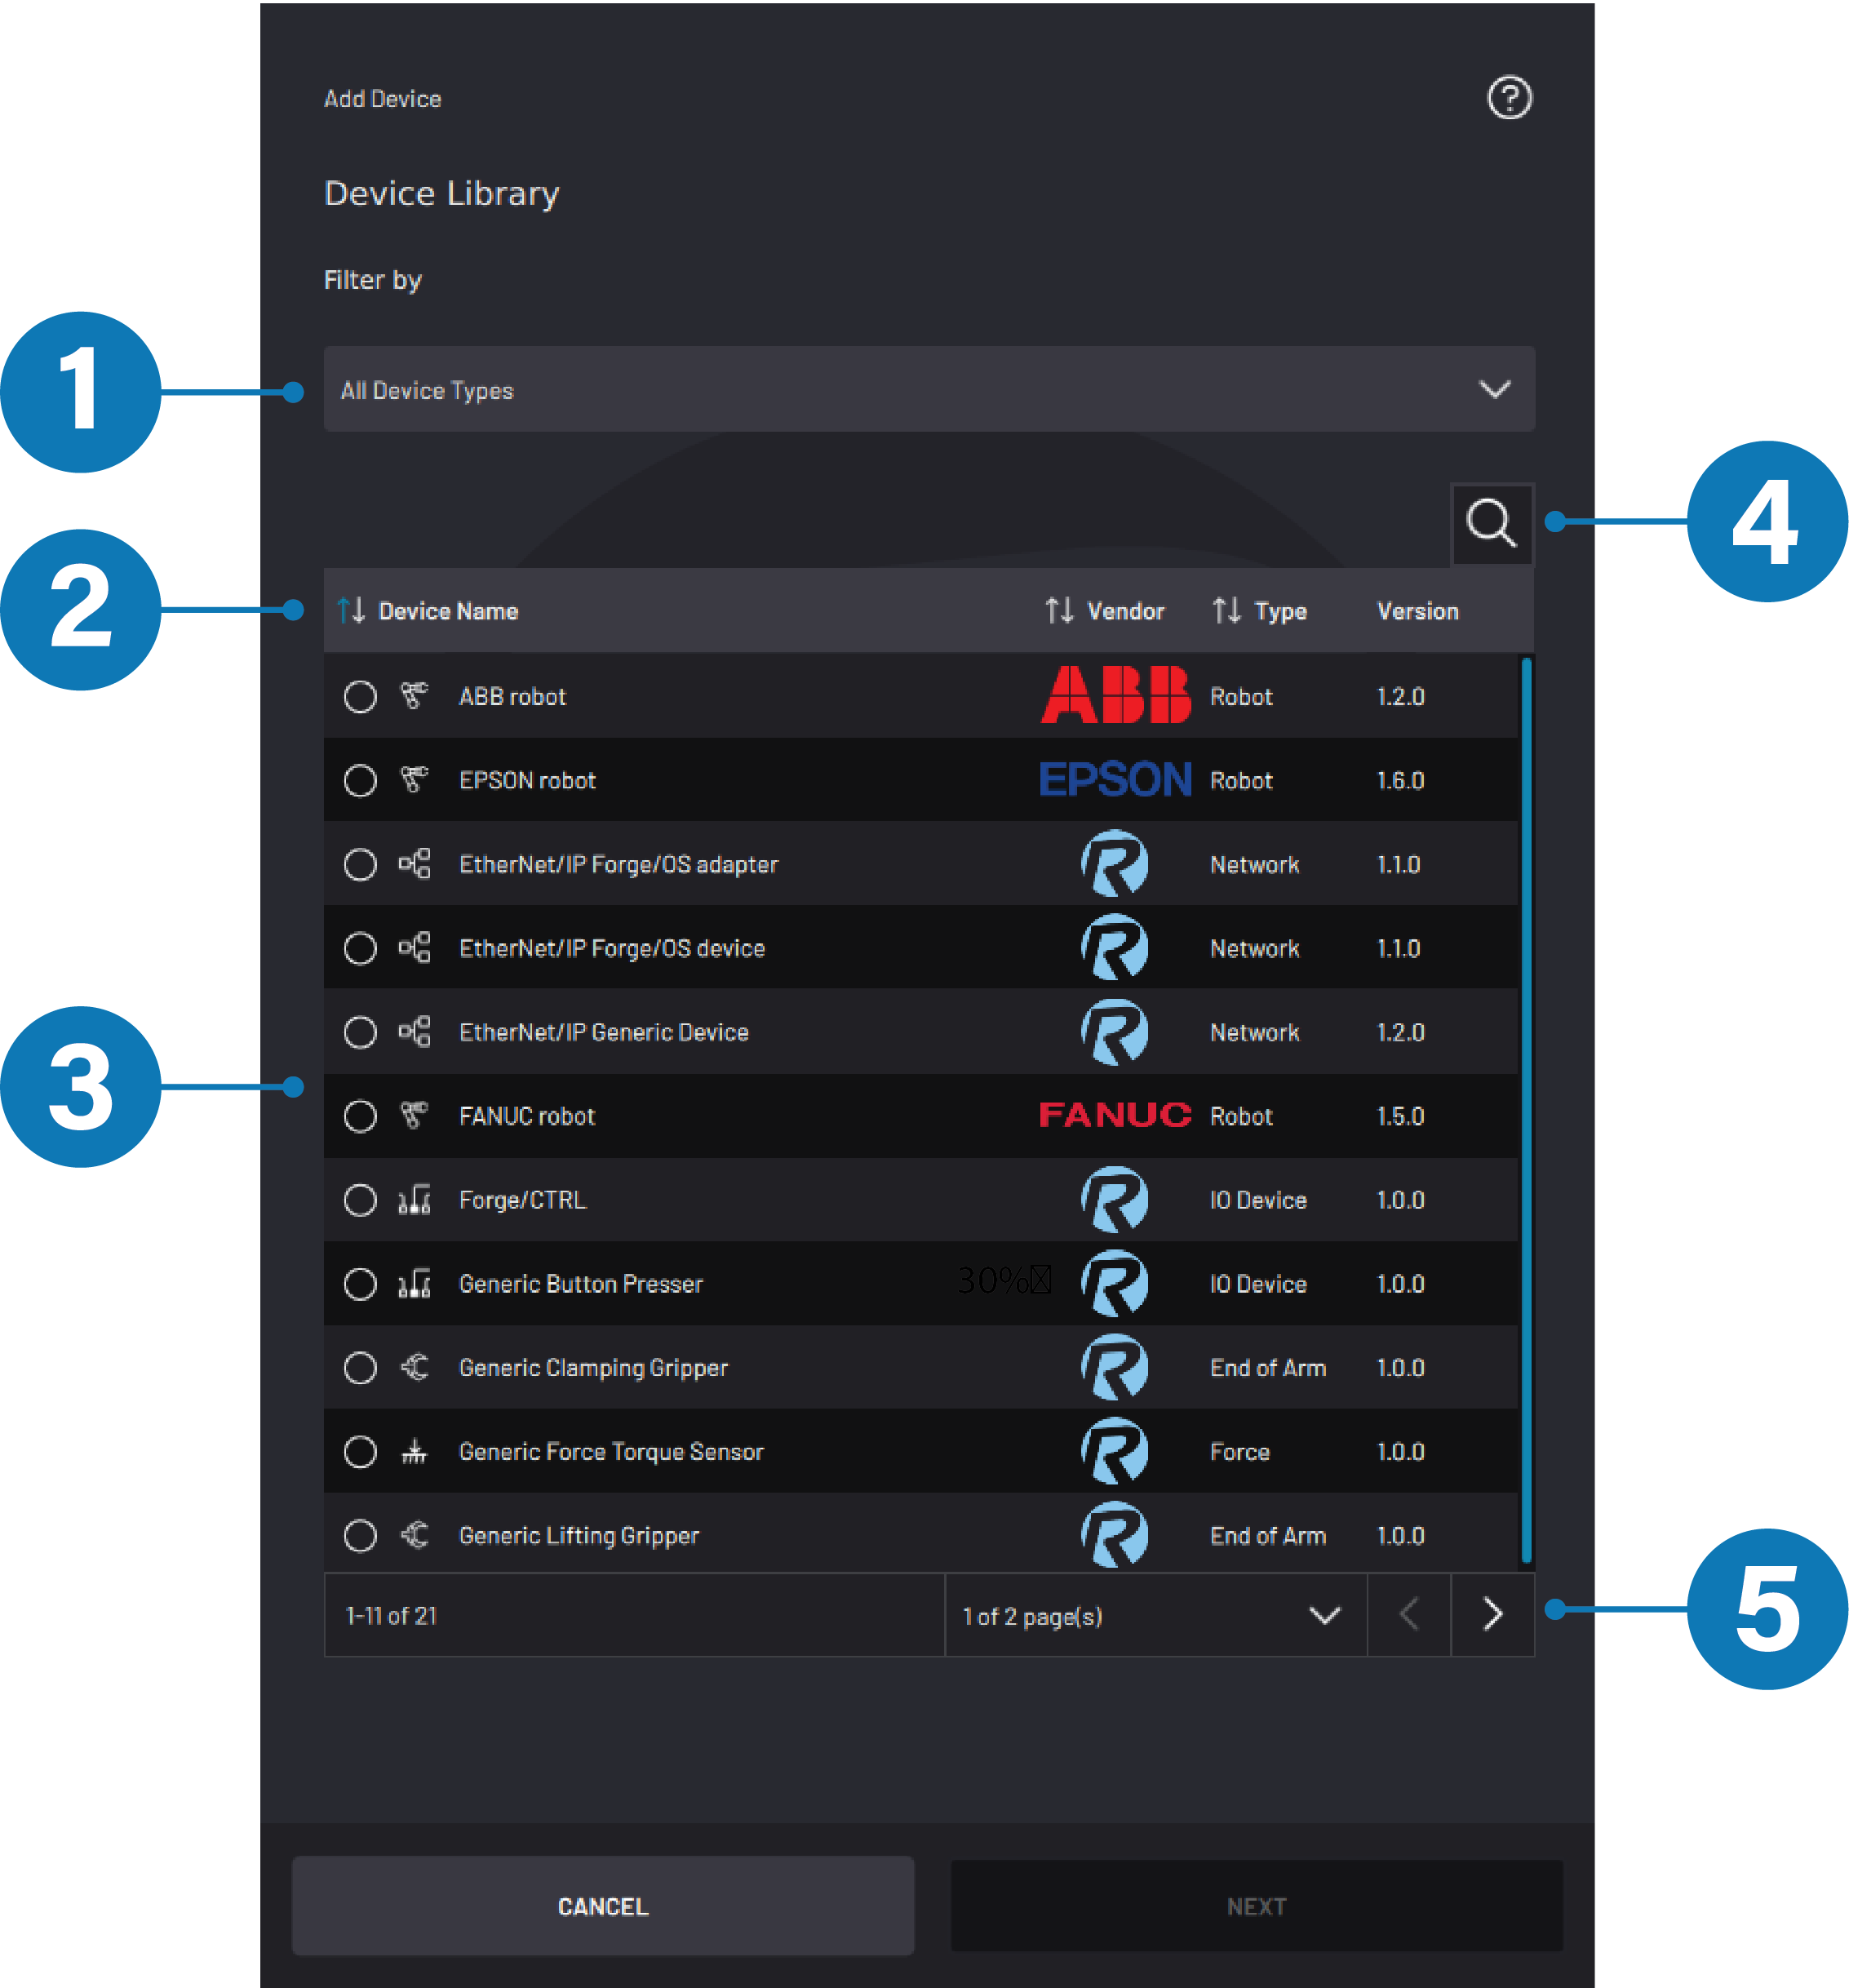 Add Device
Device Library
Filter by
1
All Device Types
4
2
Device Name Vendor Type Version
ABB robot ABB Robot 1.2.0
EPSON robot EPSON Robot 1.6.0
EtherNet/IP Forge/OS adapter R Network 1.1.0
EtherNet/IP Forge/OS device R Network 1.1.0
EtherNet/IP Generic Device R Network 1.2.0
3
FANUC robot FANUC Robot 1.5.0
Forge/CTRL R IO Device 1.0.0
Generic Button Presser 30% R IO Device 1.0.0
Generic Clamping Gripper R End of Arm 1.0.0
Generic Force Torque Sensor R Force 1.0.0
Generic Lifting Gripper R End of Arm 1.0.0
1-11 of 21 1 of 2 page(s)
5
CANCEL NEXT